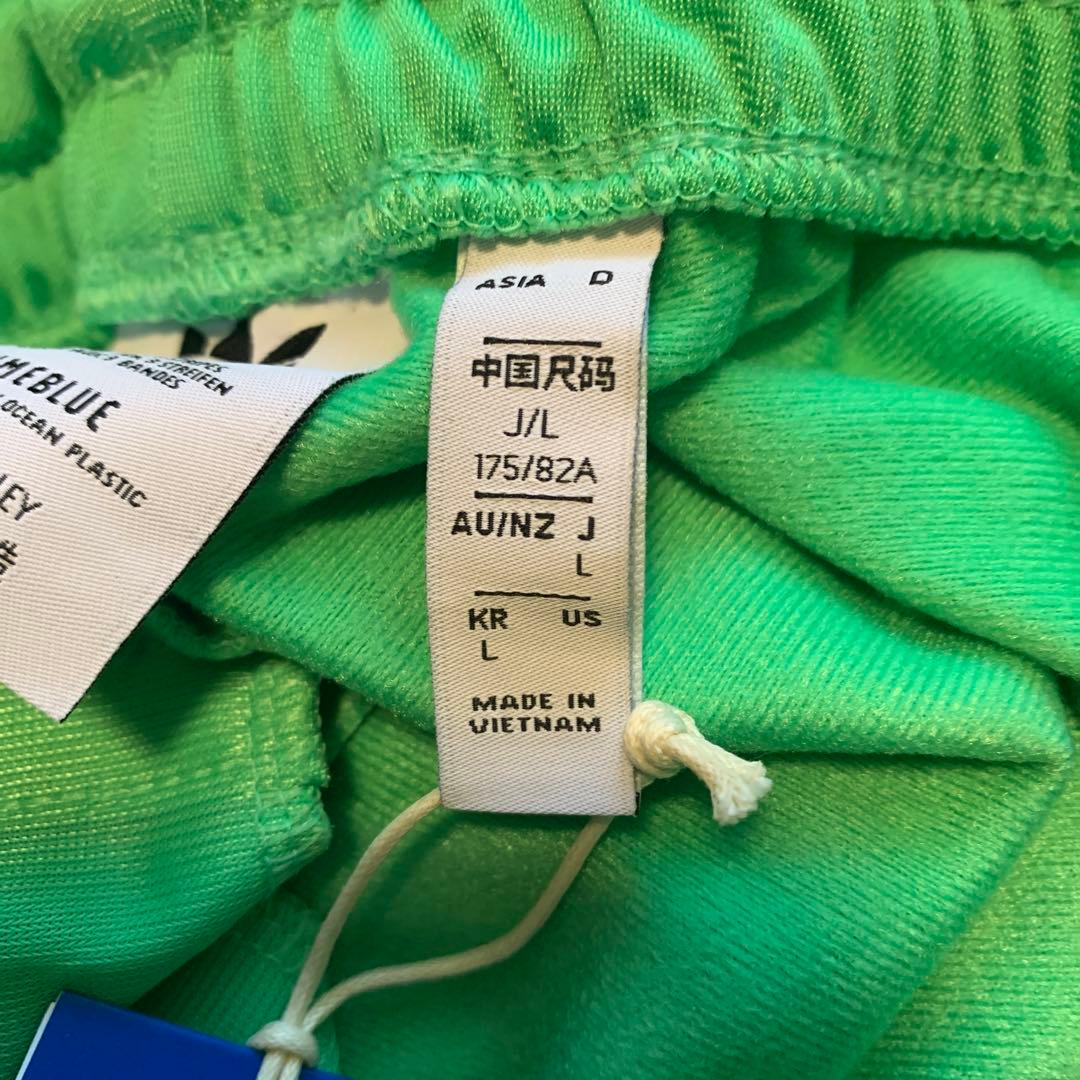 ASIA D
中国尺码
J/L
175/82A
AU/NZ J
L
KR US
L
MADE IN
VIETNAM
STREIFEN
BANDES
MEBLUE
OCEAN PLASTIC
LEY